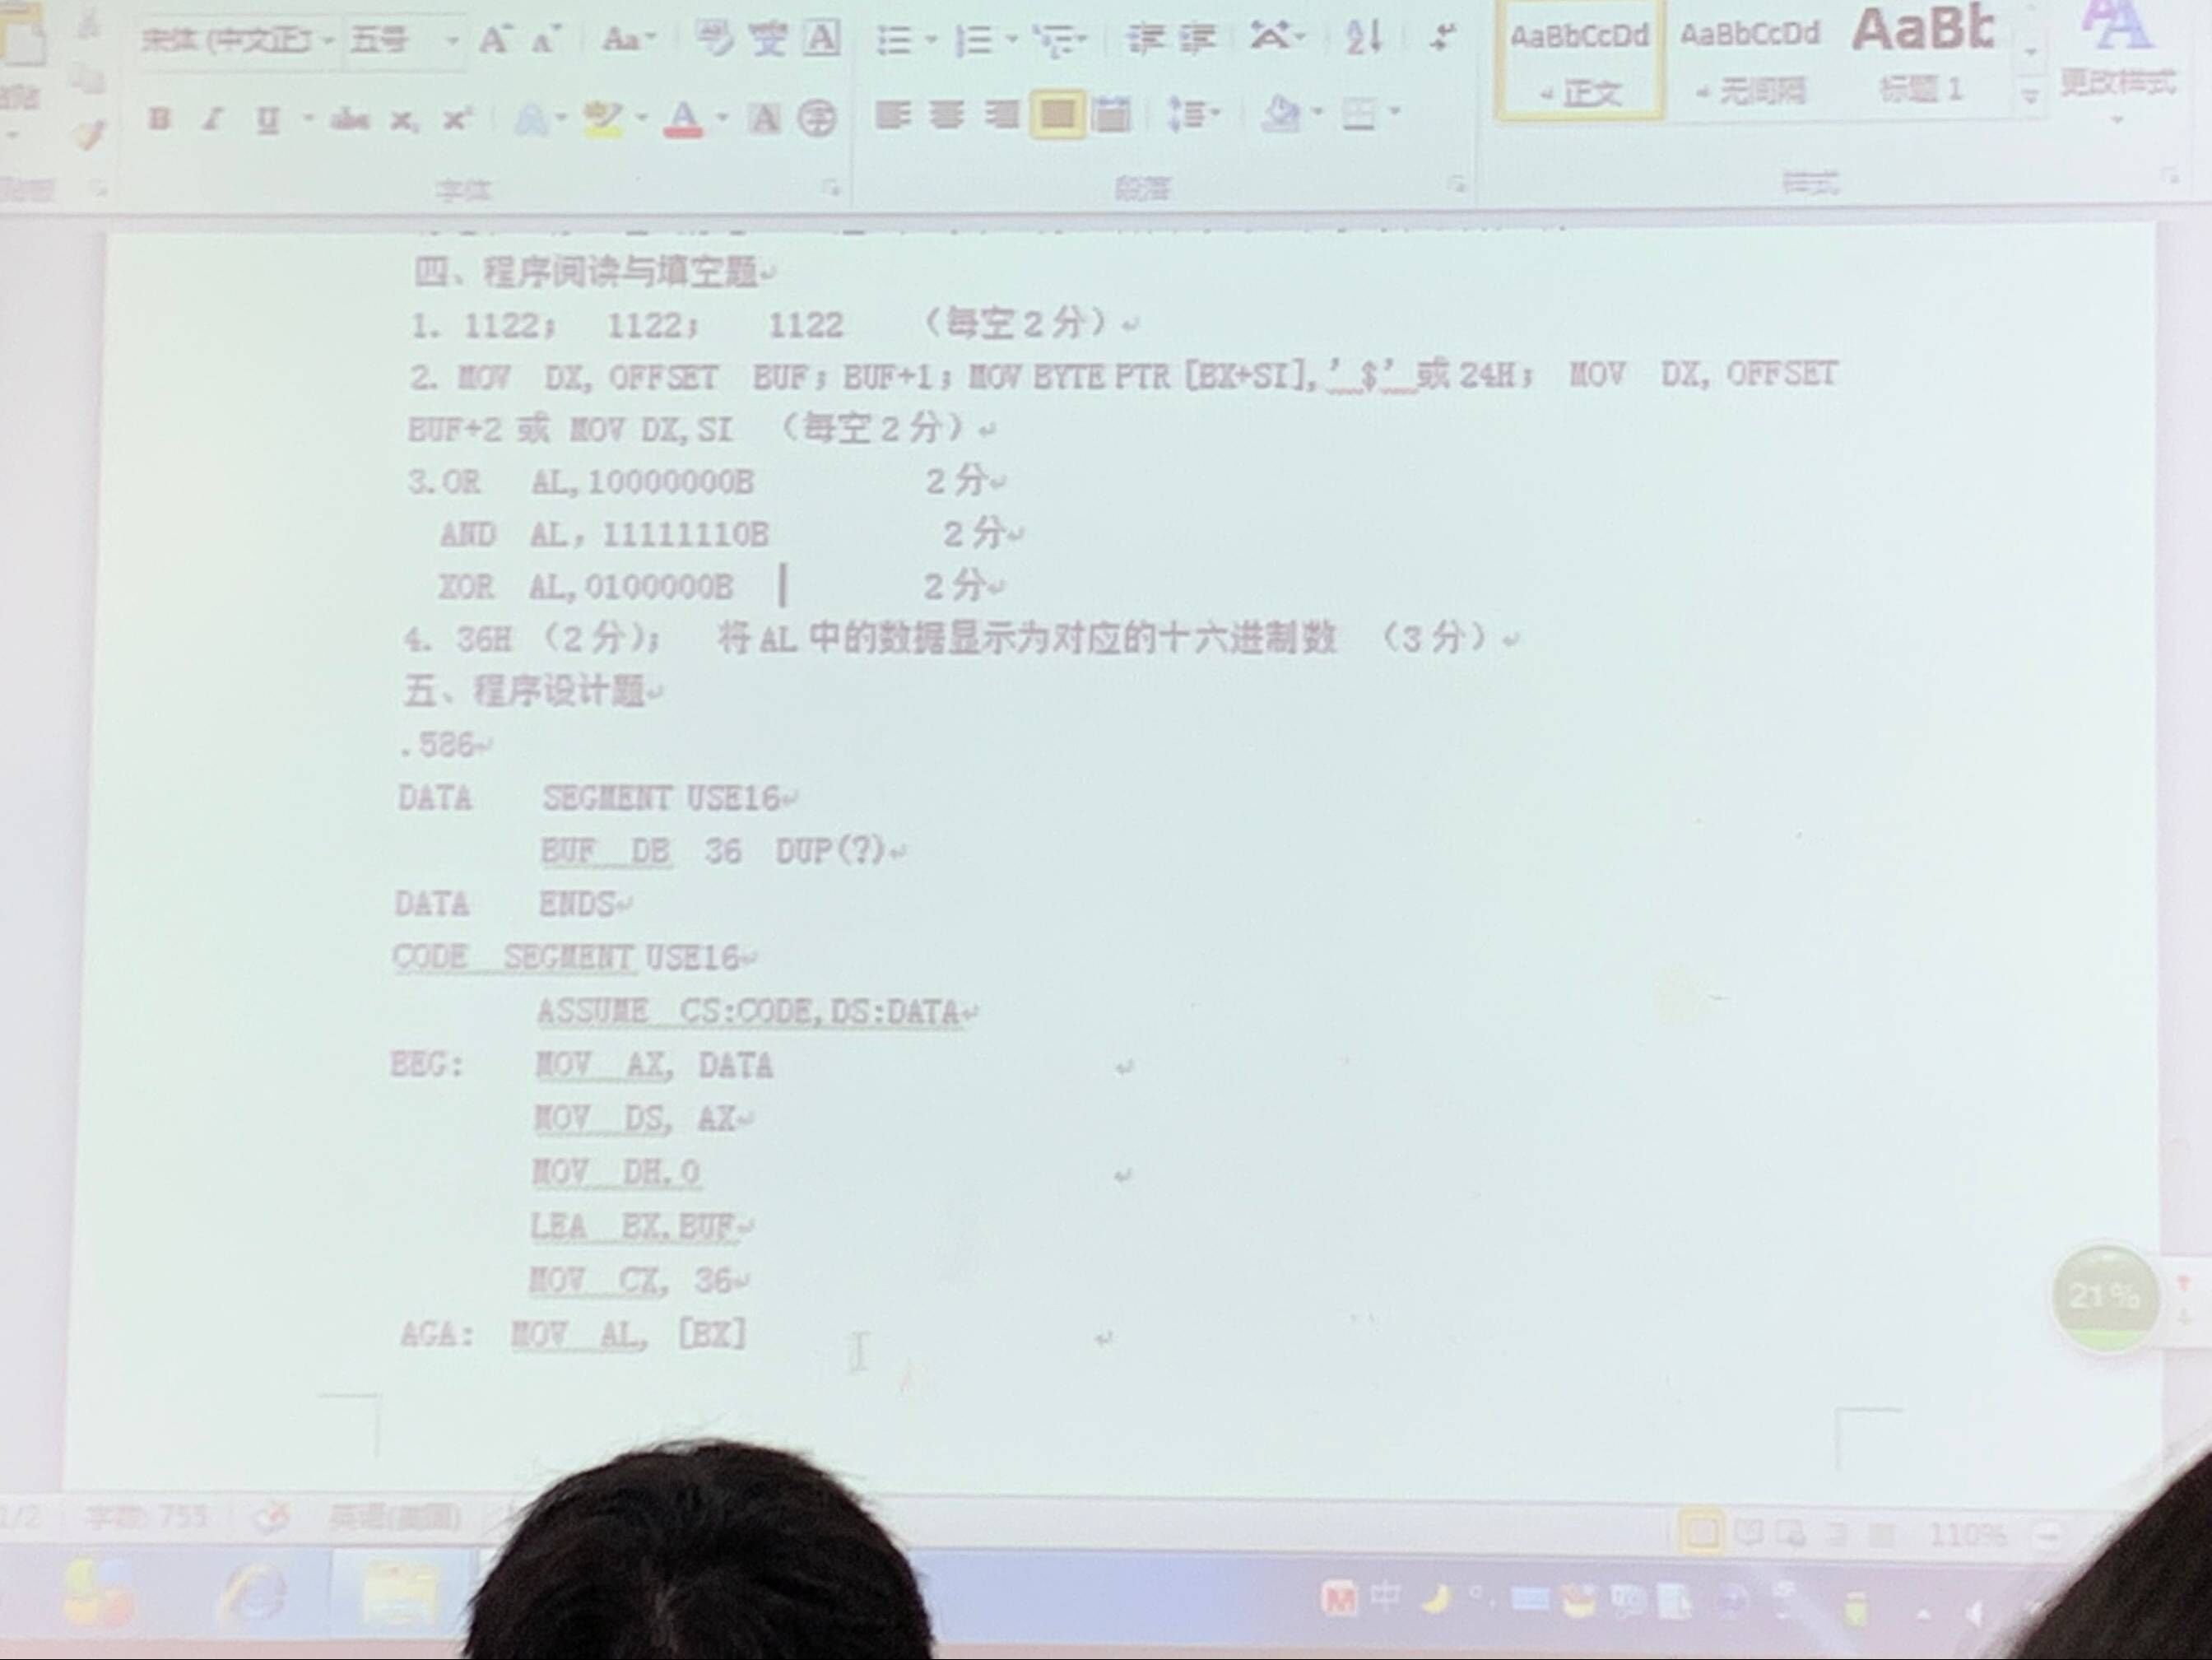 宋体 (中文正 五号 A A Aa A
AaBbCcDd AaBbCcDd AaBb
正文 无间隔 标题 1 更改样式
B I U abc x x A A A
字体 段落 样式
四、程序阅读与填空题
1. 1122; 1122; 1122 （每空 2 分）
2. MOV DX, OFFSET BUF; BUF+1; MOV BYTE PTR [BX+SI],’ $’ 或 24H; MOV DX, OFFSET
BUF+2 或 MOV DX,SI （每空 2 分）
3.OR AL,10000000B 2 分
AND AL, 11111110B 2 分
XOR AL,0100000B 2 分
4. 36H （2 分）; 将 AL 中的数据显示为对应的十六进制数 （3 分）
五、程序设计题
.586
DATA SEGMENT USE16
BUF DB 36 DUP(?)
DATA ENDS
CODE SEGMENT USE16
ASSUME CS:CODE,DS:DATA
BEG: MOV AX, DATA
MOV DS, AX
MOV DH,0
LEA BX,BUF
MOV CX, 36
AGA: MOV AL, [BX]
21%
1/2 字数: 755 英语(美国) 110%
中